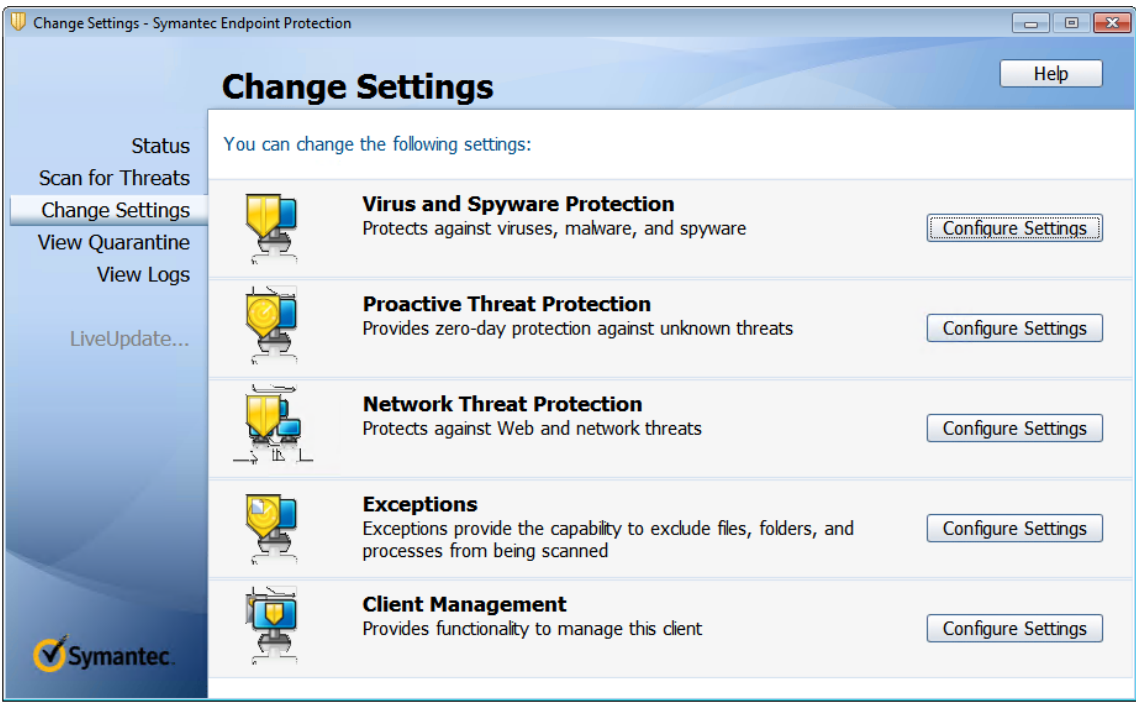 Change Settings - Symantec Endpoint Protection
Change Settings
Help
Status
Scan for Threats
Change Settings
View Quarantine
View Logs
LiveUpdate...
Symantec.
You can change the following settings:
Virus and Spyware Protection
Protects against viruses, malware, and spyware
Configure Settings
Proactive Threat Protection
Provides zero-day protection against unknown threats
Configure Settings
Network Threat Protection
Protects against Web and network threats
Configure Settings
Exceptions
Exceptions provide the capability to exclude files, folders, and
processes from being scanned
Configure Settings
Client Management
Provides functionality to manage this client
Configure Settings